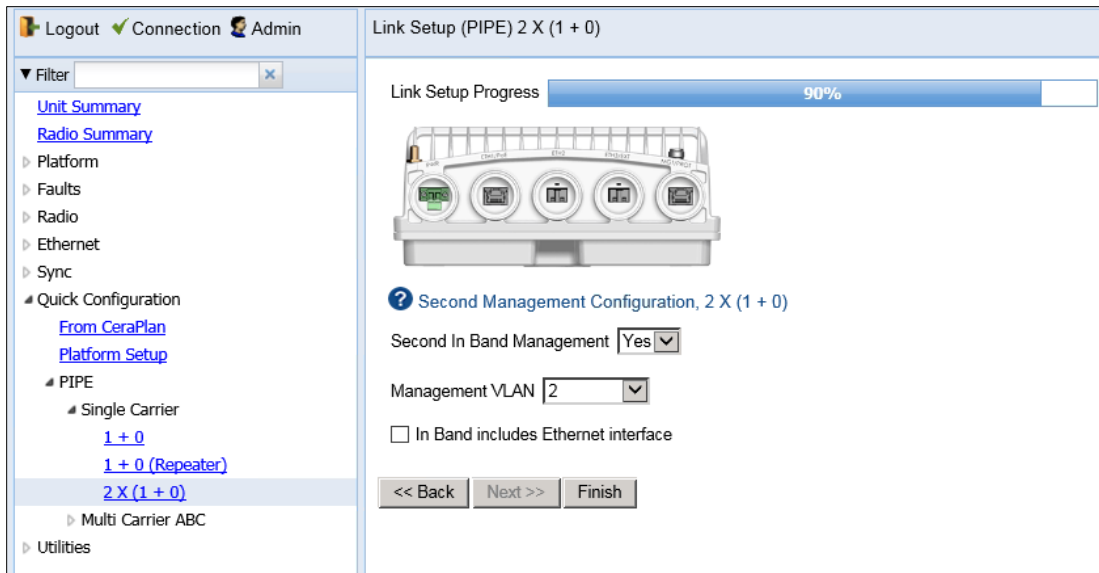 Logout Connection Admin
Filter
Unit Summary
Radio Summary
Platform
Faults
Radio
Ethernet
Sync
Quick Configuration
From CeraPlan
Platform Setup
PIPE
Single Carrier
1 + 0
1 + 0 (Repeater)
2 X (1 + 0)
Multi Carrier ABC
Utilities
Link Setup (PIPE) 2 X (1 + 0)
Link Setup Progress 90%
PWR ETH2
? Second Management Configuration, 2 X (1 + 0)
Second In Band Management Yes
Management VLAN 2
In Band includes Ethernet interface
<< Back Next >> Finish